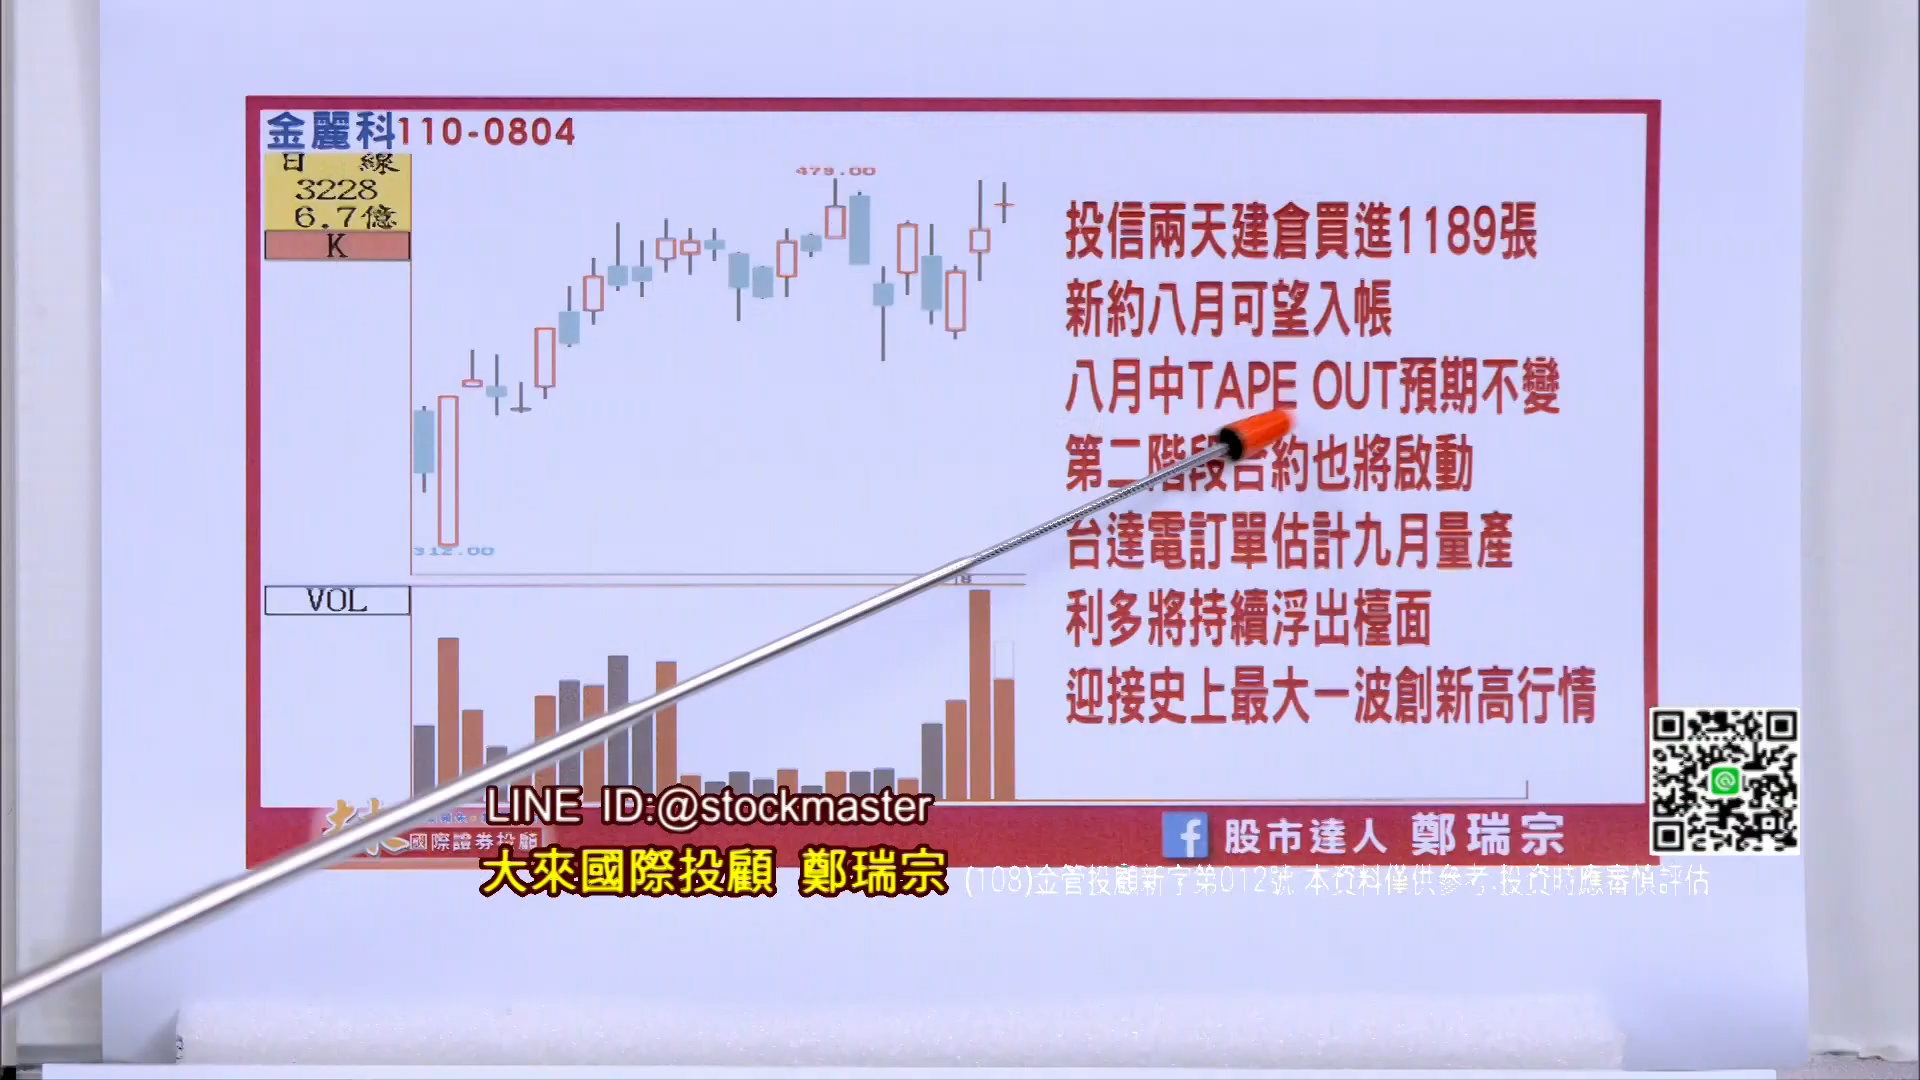 金麗科110-0804
日 線
3228
6.7億
K
479.00
312.00
VOL
投信兩天建倉買進1189張
新約八月可望入帳
八月中TAPE OUT預期不變
第二階段合約也將啟動
台達電訂單估計九月量產
利多將持續浮出檯面
迎接史上最大一波創新高行情
國際證券投顧
股市達人 鄭瑞宗
LINE ID:@stockmaster
大來國際投顧 鄭瑞宗
(108)金管投顧新字第012號 本資料僅供參考,投資時應審慎評估